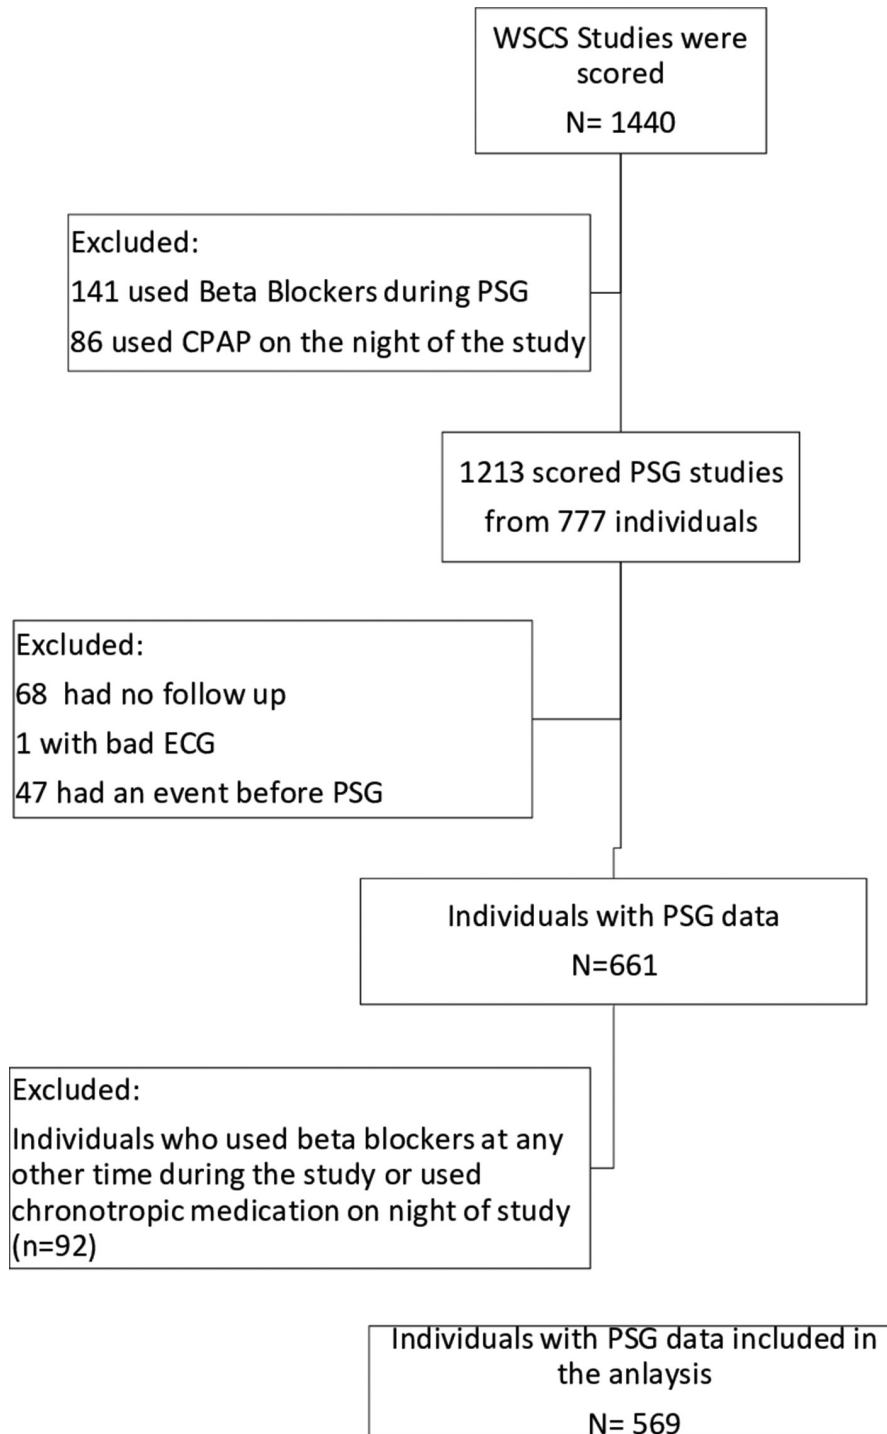 WSCS Studies were
scored
N= 1440
Excluded:
141 used Beta Blockers during PSG
86 used CPAP on the night of the study
1213 scored PSG studies
from 777 individuals
Excluded:
68 had no follow up
1 with bad ECG
47 had an event before PSG
Individuals with PSG data
N=661
Excluded:
Individuals who used beta blockers at any
other time during the study or used
chronotropic medication on night of study
(n=92)
Individuals with PSG data included in
the anlaysis
N= 569